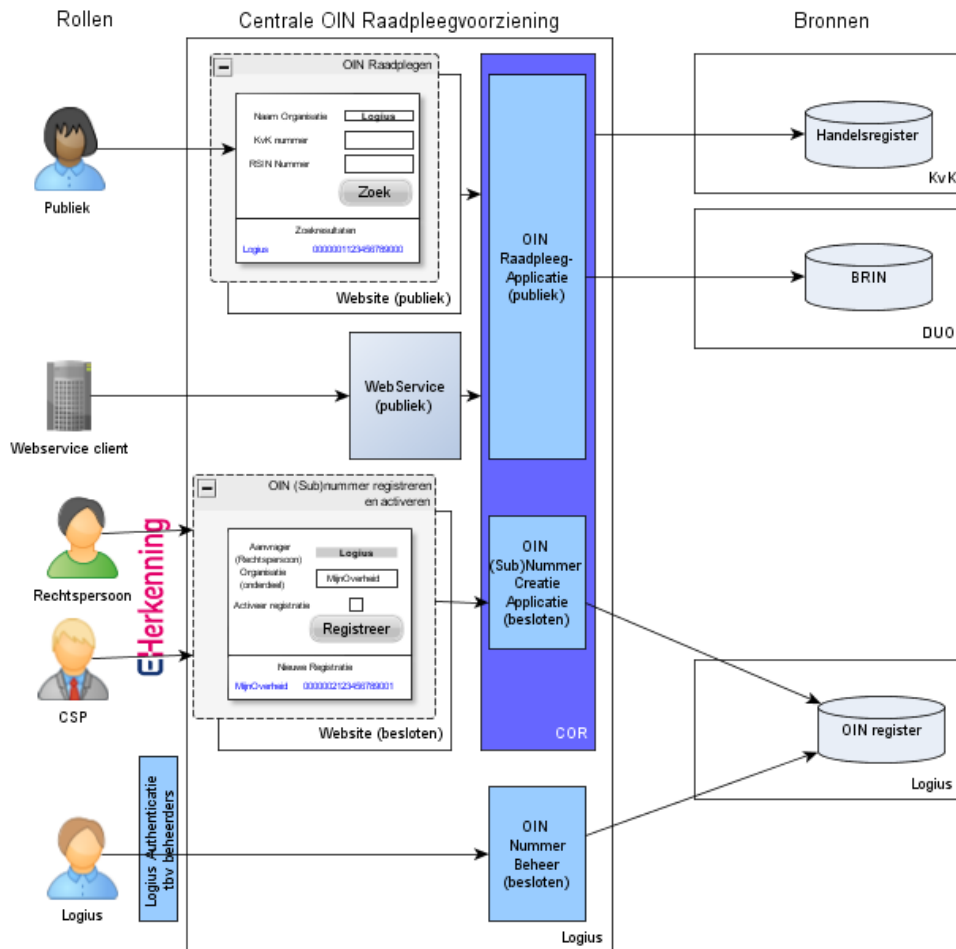 Rollen
Centrale OIN Raadpleegvoorziening
Bronnen
OIN Raadplegen
Naam Organisatie
Logius
KvK nummer
RSIN Nummer
Zoek
Zoekresultaten
Logius 0000001123456789000
Website (publiek)
Publiek
OIN
Raadpleeg-
Applicatie
(publiek)
Handelsregister
KvK
BRIN
DUO
WebService
(publiek)
Webservice client
OIN (Sub)nummer registreren
en activeren
Aanvrager
(Rechtspersoon)
Logius
Organisatie
(onderdeel)
MijnOverheid
Activeer registratie
Registreer
Nieuwe Registratie
MijnOverheid 0000002123456789001
Website (besloten)
Rechtspersoon
CSP
eHerkenning
OIN
(Sub)Nummer
Creatie
Applicatie
(besloten)
COR
OIN register
Logius
Logius Authenticatie
tbv beheerders
Logius
OIN
Nummer
Beheer
(besloten)
Logius